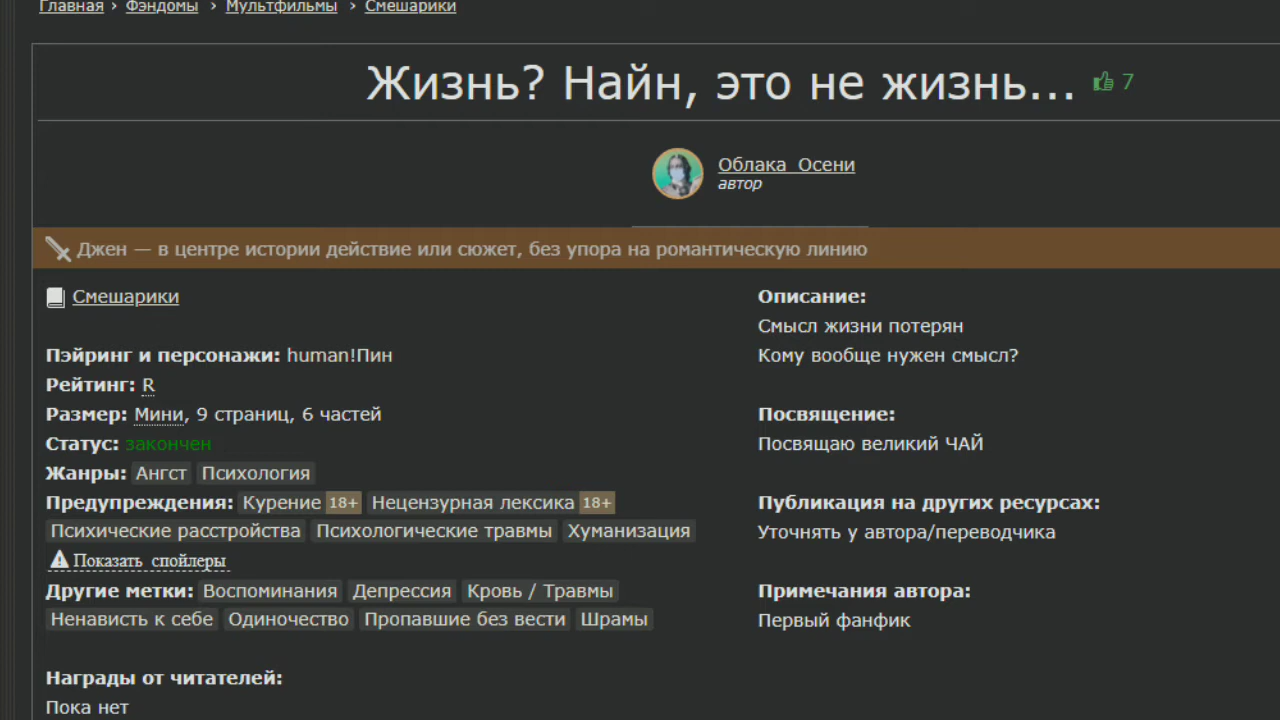 Главная › Фэндомы › Мультфильмы › Смешарики
Жизнь? Найн, это не жизнь... 7
Облака_Осени
автор
Джен — в центре истории действие или сюжет, без упора на романтическую линию
Смешарики
Пэйринг и персонажи: human!Пин
Рейтинг: R
Размер: Мини, 9 страниц, 6 частей
Статус: закончен
Жанры: Ангст Психология
Предупреждения: Курение 18+ Нецензурная лексика 18+
Психические расстройства Психологические травмы Хуманизация
Показать спойлеры
Другие метки: Воспоминания Депрессия Кровь / Травмы
Ненависть к себе Одиночество Пропавшие без вести Шрамы
Награды от читателей:
Пока нет
Описание:
Смысл жизни потерян
Кому вообще нужен смысл?
Посвящение:
Посвящаю великий ЧАЙ
Публикация на других ресурсах:
Уточнять у автора/переводчика
Примечания автора:
Первый фанфик